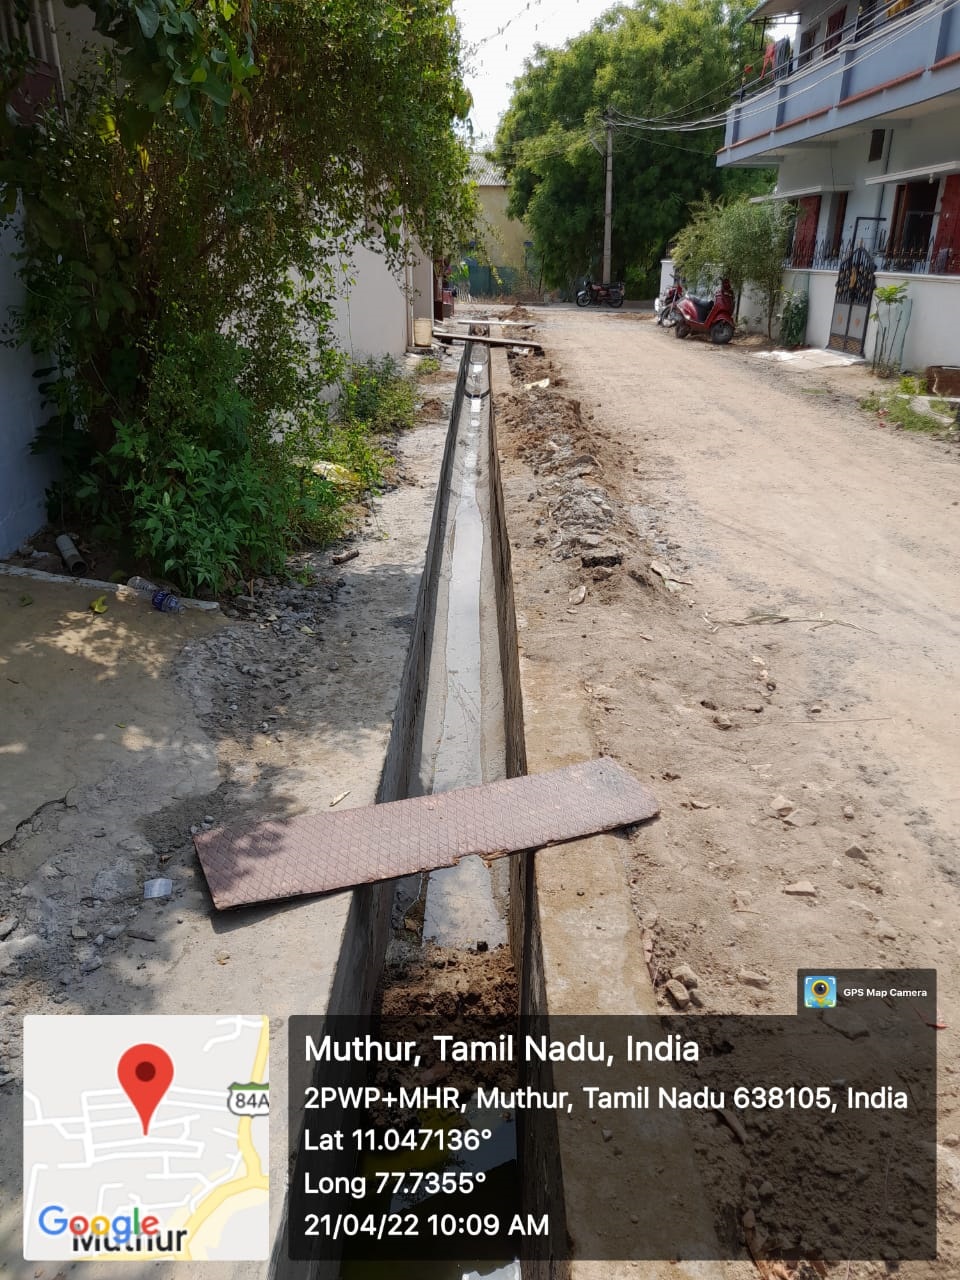 GPS Map Camera
Muthur, Tamil Nadu, India
2PWP+MHR, Muthur, Tamil Nadu 638105, India
Lat 11.047136°
Long 77.7355°
21/04/22 10:09 AM
84A
Google
Muthur